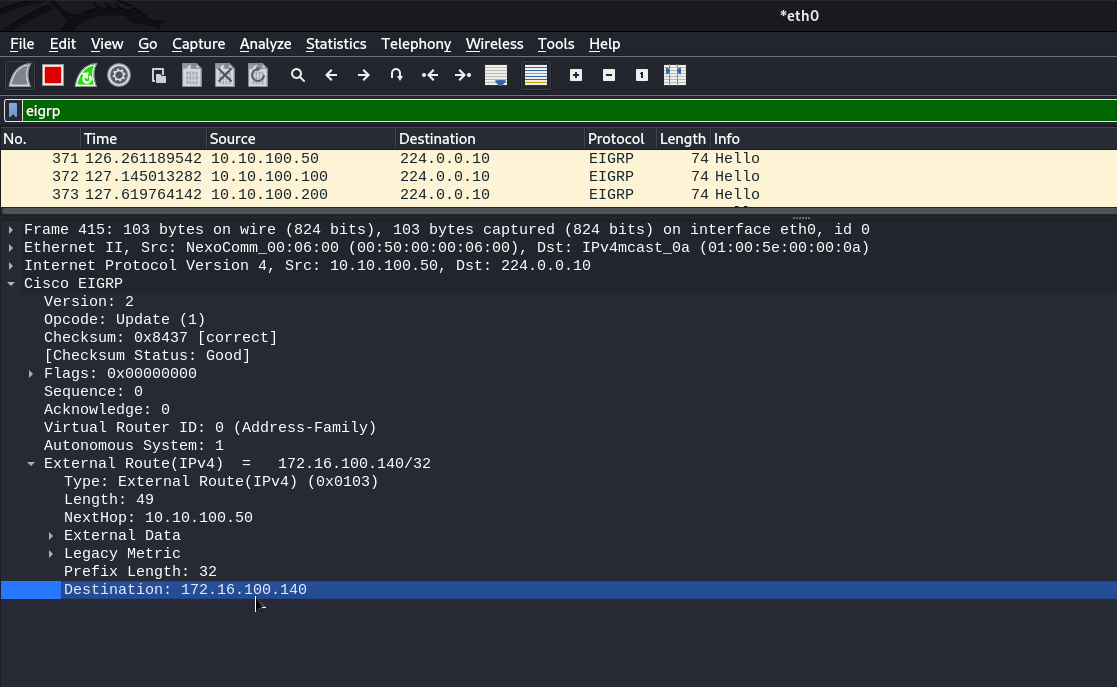 *eth0
File Edit View Go Capture Analyze Statistics Telephony Wireless Tools Help
eigrp
No. Time Source Destination Protocol Length Info
371 126.261189542 10.10.100.50 224.0.0.10 EIGRP 74 Hello
372 127.145013282 10.10.100.100 224.0.0.10 EIGRP 74 Hello
373 127.619764142 10.10.100.200 224.0.0.10 EIGRP 74 Hello
Frame 415: 103 bytes on wire (824 bits), 103 bytes captured (824 bits) on interface eth0, id 0
Ethernet II, Src: NexoComm_00:06:00 (00:50:00:00:06:00), Dst: IPv4mcast_0a (01:00:5e:00:00:0a)
Internet Protocol Version 4, Src: 10.10.100.50, Dst: 224.0.0.10
Cisco EIGRP
Version: 2
Opcode: Update (1)
Checksum: 0x8437 [correct]
[Checksum Status: Good]
Flags: 0x00000000
Sequence: 0
Acknowledge: 0
Virtual Router ID: 0 (Address-Family)
Autonomous System: 1
External Route(IPv4)  =   172.16.100.140/32
Type: External Route(IPv4) (0x0103)
Length: 49
NextHop: 10.10.100.50
External Data
Legacy Metric
Prefix Length: 32
Destination: 172.16.100.140